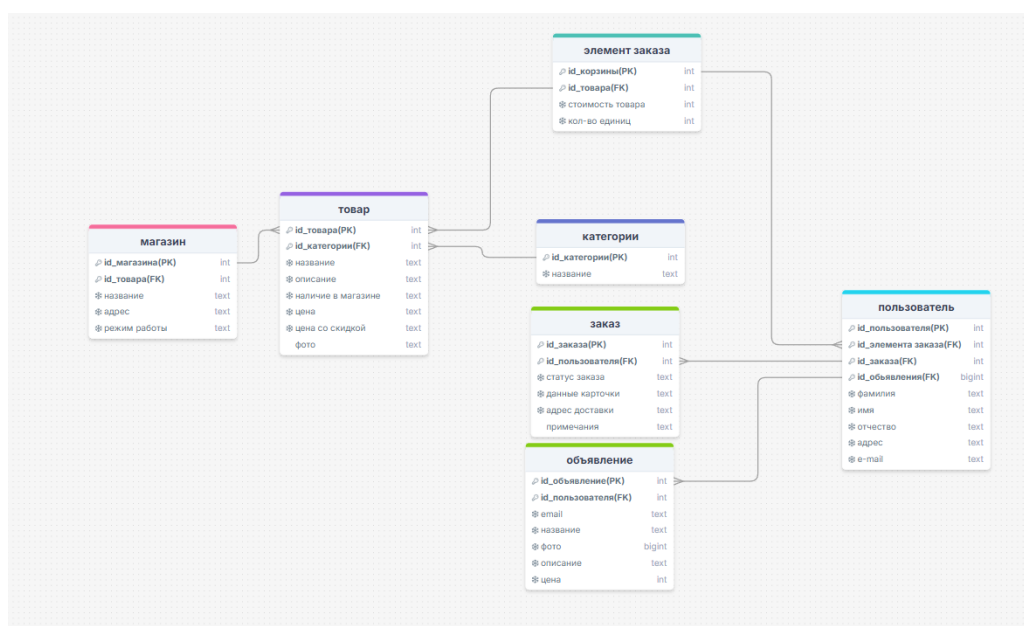 элемент заказа
id_корзины(PK) int
id_товара(FK) int
стоимость товара int
кол-во единиц int
товар
id_товара(PK) int
id_категории(FK) int
название text
описание text
наличие в магазине text
цена text
цена со скидкой text
фото text
магазин
id_магазина(PK) int
id_товара(FK) int
название text
адрес text
режим работы text
категории
id_категории(PK) int
название text
заказ
id_заказа(PK) int
id_пользователя(FK) int
статус заказа text
данные карточки text
адрес доставки text
примечания text
пользователь
id_пользователя(PK) int
id_элемента заказа(FK) int
id_заказа(FK) int
id_обьявления(FK) bigint
фамилия text
имя text
отчество text
адрес text
e-mail text
объявление
id_объявление(PK) int
id_пользователя(FK) int
email text
название text
фото bigint
описание text
цена int